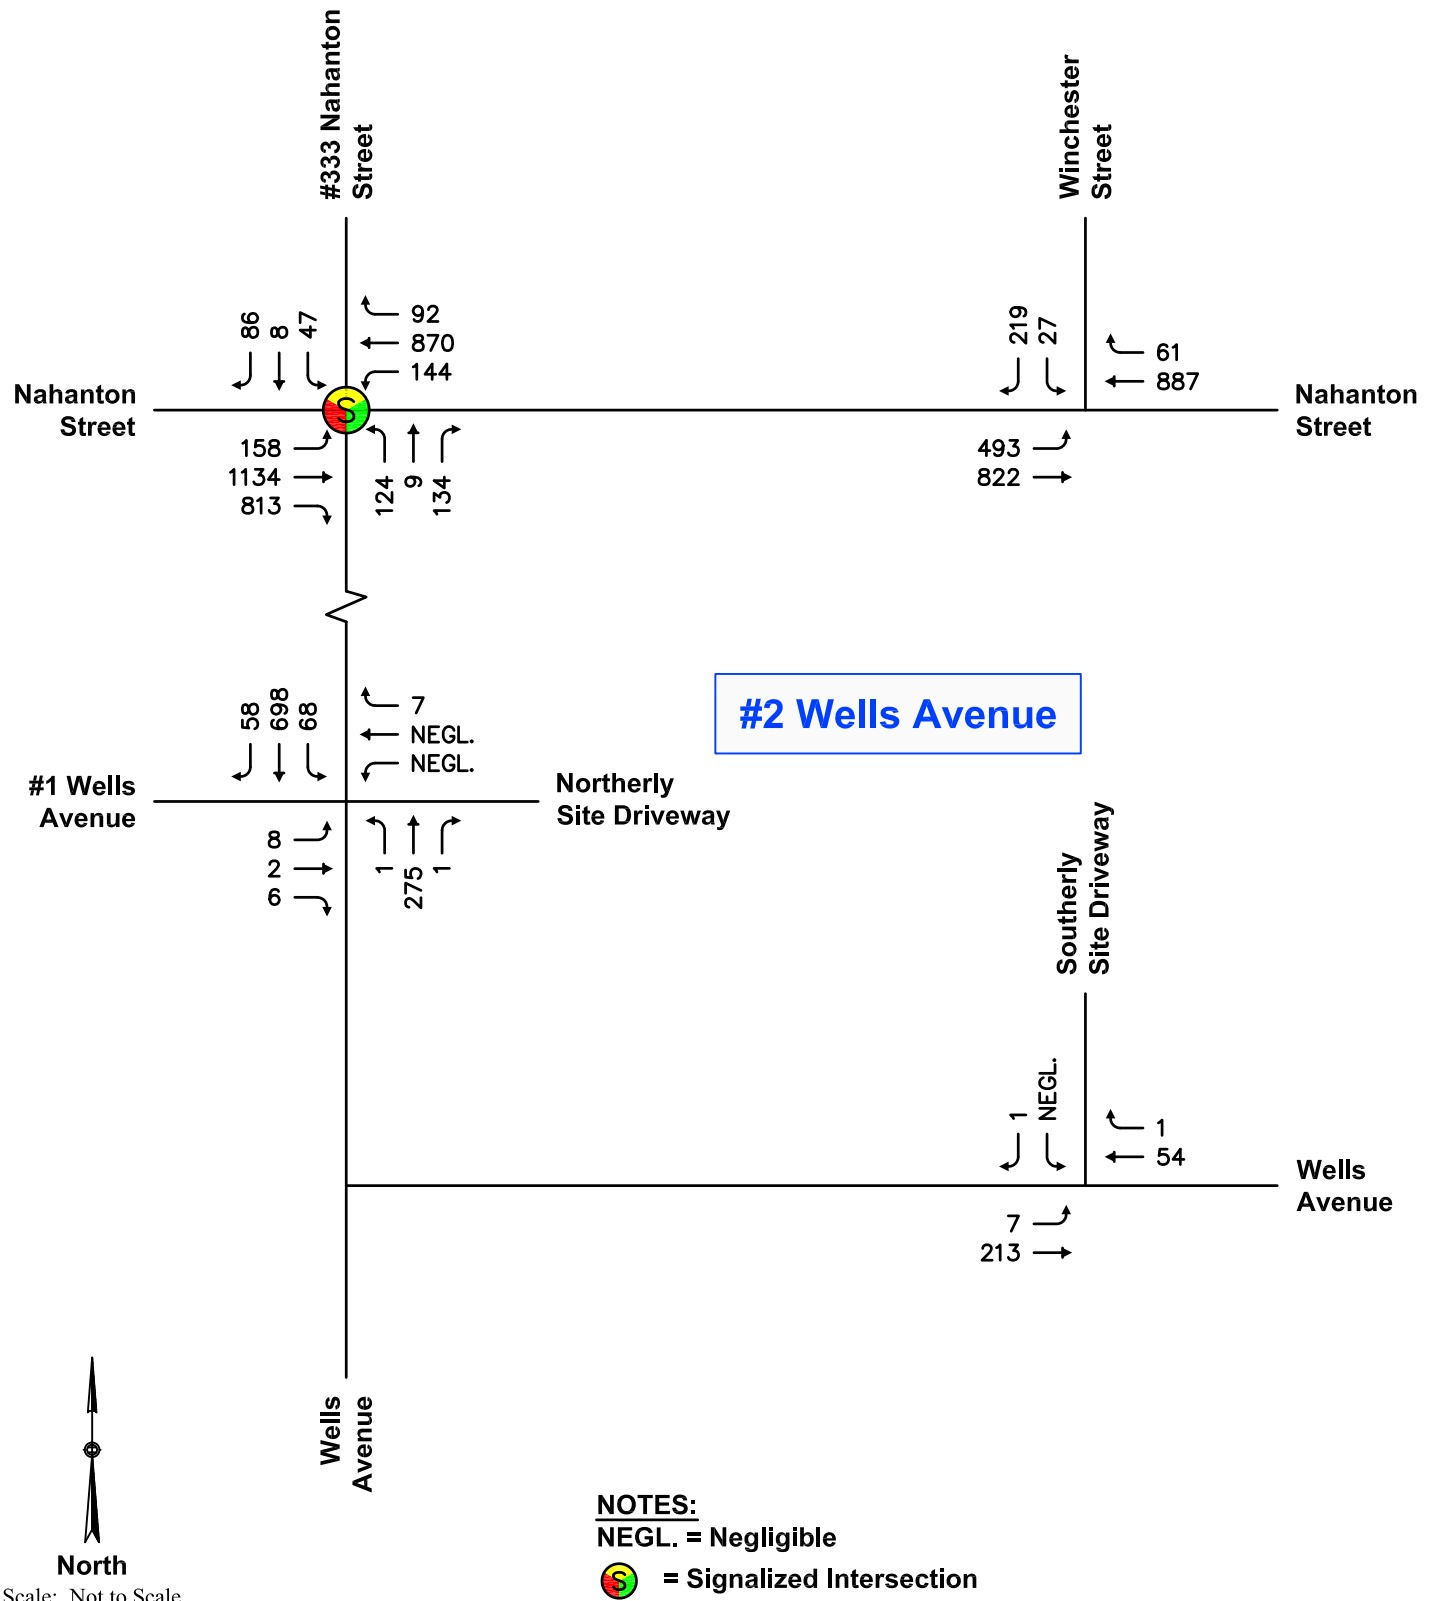 #333 Nahanton
Street
Winchester
Street
86
8
47
92
870
144
219
27
61
887
Nahanton
Street
Nahanton
Street
158
1134
813
124
9
134
493
822
58
698
68
7
NEGL.
NEGL.
#2 Wells Avenue
#1 Wells
Avenue
Northerly
Site Driveway
8
2
6
1
275
1
Southerly
Site Driveway
1
NEGL.
1
54
Wells
Avenue
7
213
Wells
Avenue
North
Scale: Not to Scale
NOTES:
NEGL. = Negligible
S = Signalized Intersection
S